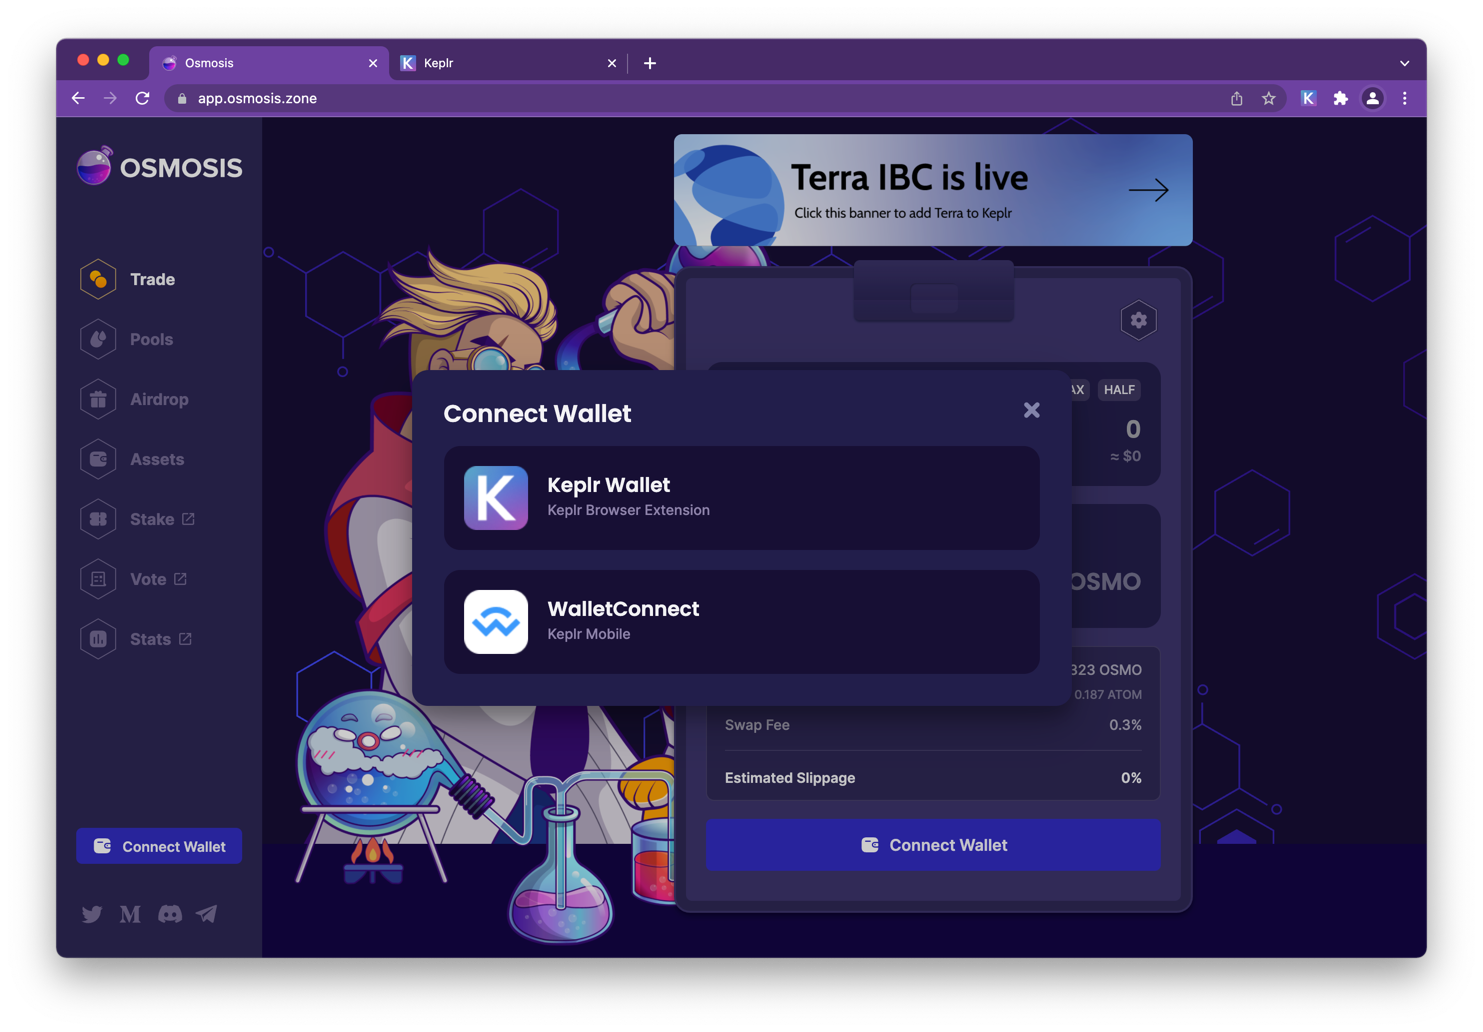 Osmosis
Keplr
app.osmosis.zone
OSMOSIS
Terra IBC is live
Click this banner to add Terra to Keplr
Trade
Pools
Airdrop
Assets
Stake
Vote
Stats
AX HALF
0
≈ $0
Connect Wallet
Keplr Wallet
Keplr Browser Extension
WalletConnect
Keplr Mobile
OSMO
323 OSMO
0.187 ATOM
Swap Fee 0.3%
Estimated Slippage 0%
Connect Wallet
Connect Wallet